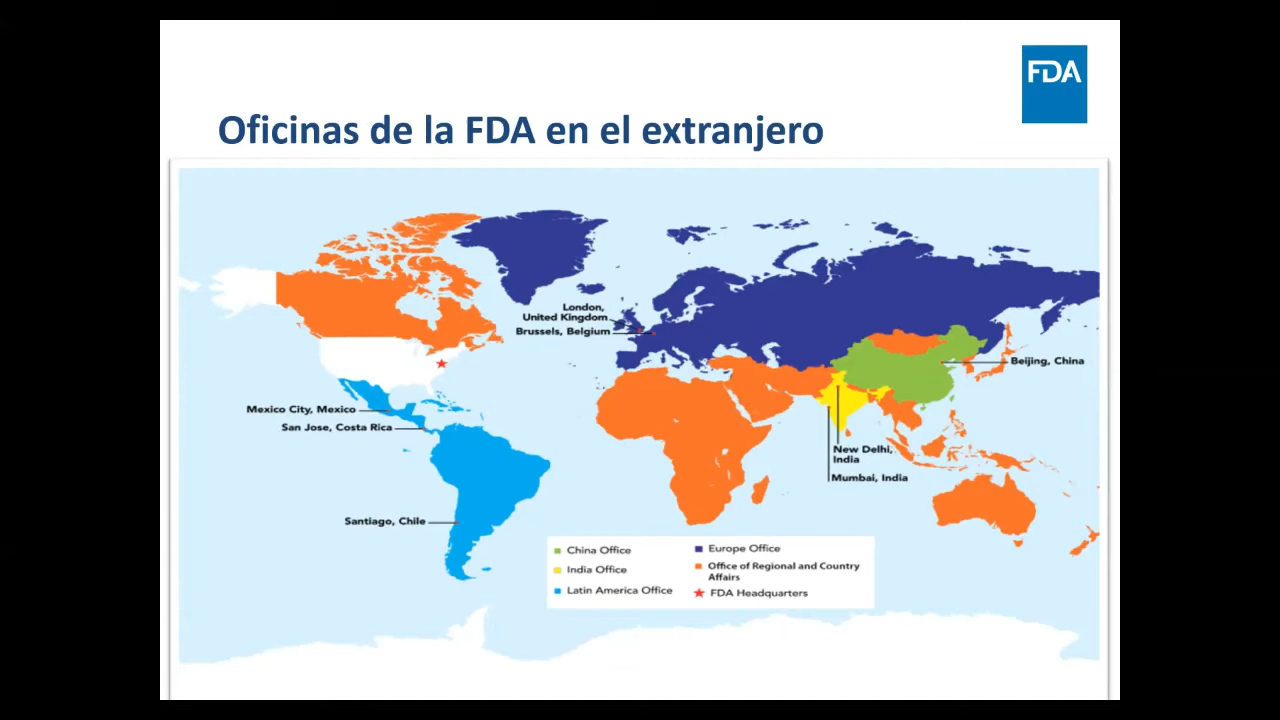 FDA
Oficinas de la FDA en el extranjero
London,
United Kingdom
Brussels, Belgium
Beijing, China
Mexico City, Mexico
San Jose, Costa Rica
New Delhi,
India
Mumbai, India
Santiago, Chile
China Office
India Office
Latin America Office
Europe Office
Office of Regional and Country
Affairs
FDA Headquarters